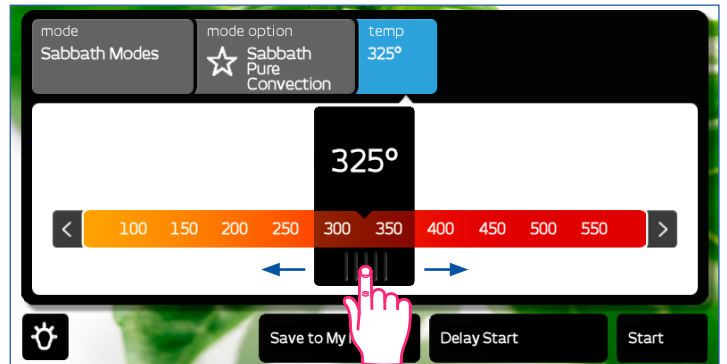 mode
Sabbath Modes
mode option
Sabbath
Pure
Convection
temp
325°
325°
100 150 200 250 300 350 400 450 500 550
Save to My
Delay Start
Start